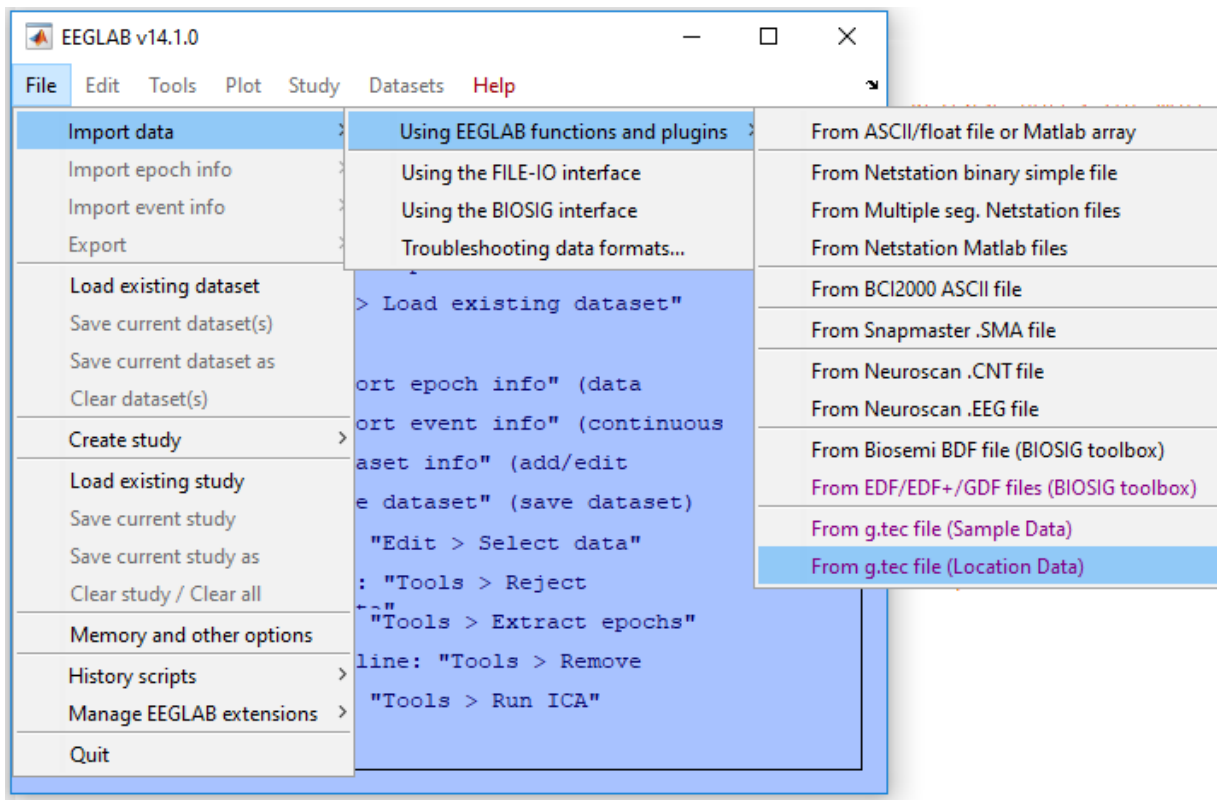 EEGLAB v14.1.0
File Edit Tools Plot Study Datasets Help
Import data
Import epoch info
Import event info
Export
Load existing dataset
Save current dataset(s)
Save current dataset as
Clear dataset(s)
Create study
Load existing study
Save current study
Save current study as
Clear study / Clear all
Memory and other options
History scripts
Manage EEGLAB extensions
Quit
Using EEGLAB functions and plugins
Using the FILE-IO interface
Using the BIOSIG interface
Troubleshooting data formats...
From ASCII/float file or Matlab array
From Netstation binary simple file
From Multiple seg. Netstation files
From Netstation Matlab files
From BCI2000 ASCII file
From Snapmaster .SMA file
From Neuroscan .CNT file
From Neuroscan .EEG file
From Biosemi BDF file (BIOSIG toolbox)
From EDF/EDF+/GDF files (BIOSIG toolbox)
From g.tec file (Sample Data)
From g.tec file (Location Data)
> Load existing dataset"
ort epoch info" (data
ort event info" (continuous
aset info" (add/edit
e dataset" (save dataset)
"Edit > Select data"
: "Tools > Reject
"Tools > Extract epochs"
line: "Tools > Remove
"Tools > Run ICA"